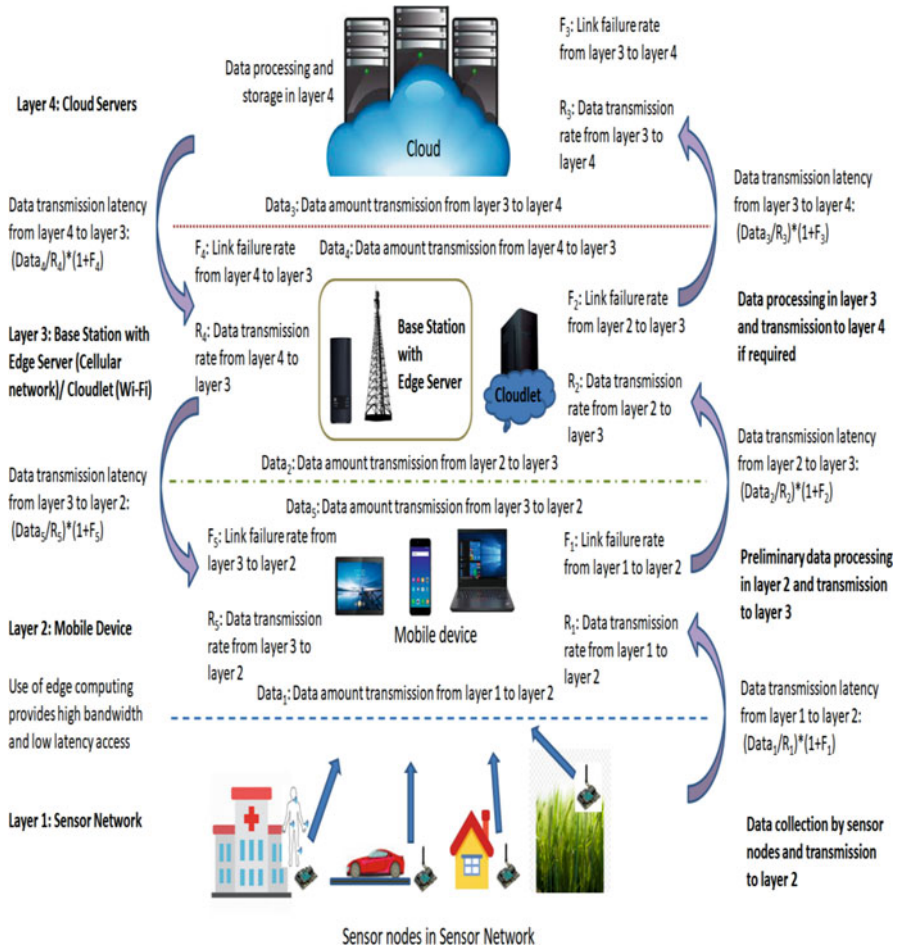 F₃: Link failure rate
from layer 3 to layer 4
Data processing and
storage in layer 4
Layer 4: Cloud Servers
R₃: Data transmission
rate from layer 3 to
layer 4
Cloud
Data transmission latency
from layer 4 to layer 3:
(Data₄/R₄)*(1+F₄)
Data₃: Data amount transmission from layer 3 to layer 4
Data transmission latency
from layer 3 to layer 4:
(Data₃/R₃)*(1+F₃)
F₄: Link failure rate
from layer 4 to layer 3
Data₄: Data amount transmission from layer 4 to layer 3
F₂: Link failure rate
from layer 2 to layer 3
Data processing in layer 3
and transmission to layer 4
if required
Layer 3: Base Station with
Edge Server (Cellular
network)/ Cloudlet (Wi-Fi)
R₄: Data transmission
rate from layer 4 to
layer 3
Base Station
with
Edge Server
Cloudlet
R₂: Data transmission
rate from layer 2 to
layer 3
Data transmission latency
from layer 3 to layer 2:
(Data₅/R₅)*(1+F₅)
Data₂: Data amount transmission from layer 2 to layer 3
Data transmission latency
from layer 2 to layer 3:
(Data₂/R₂)*(1+F₂)
Data₅: Data amount transmission from layer 3 to layer 2
F₅: Link failure rate from
layer 3 to layer 2
F₁: Link failure rate
from layer 1 to layer 2
Preliminary data processing
in layer 2 and transmission
to layer 3
Layer 2: Mobile Device
R₅: Data transmission
rate from layer 3 to
layer 2
Mobile device
R₁: Data transmission
rate from layer 1 to
layer 2
Use of edge computing
provides high bandwidth
and low latency access
Data₁: Data amount transmission from layer 1 to layer 2
Data transmission latency
from layer 1 to layer 2:
(Data₁/R₁)*(1+F₁)
Layer 1: Sensor Network
Data collection by sensor
nodes and transmission
to layer 2
Sensor nodes in Sensor Network